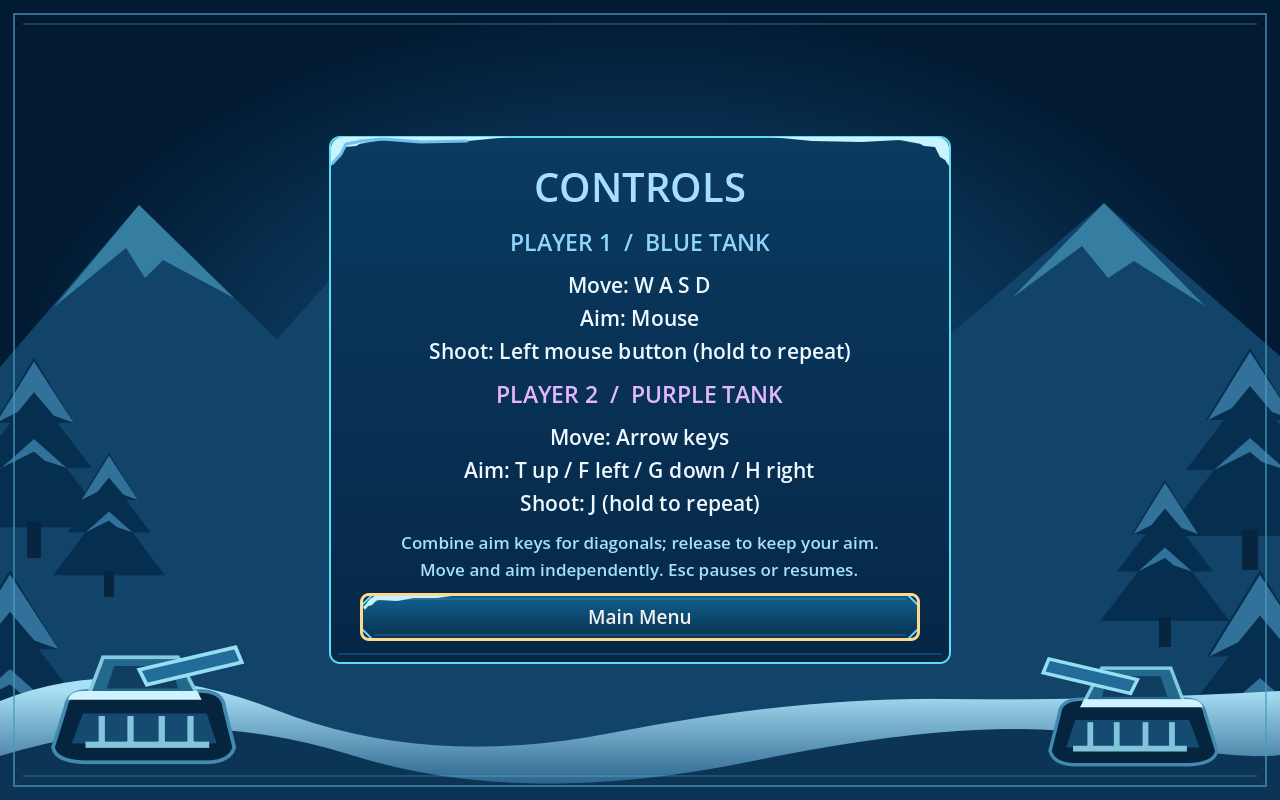 CONTROLS
PLAYER 1 / BLUE TANK
Move: W A S D
Aim: Mouse
Shoot: Left mouse button (hold to repeat)
PLAYER 2 / PURPLE TANK
Move: Arrow keys
Aim: T up / F left / G down / H right
Shoot: J (hold to repeat)
Combine aim keys for diagonals; release to keep your aim.
Move and aim independently. Esc pauses or resumes.
Main Menu